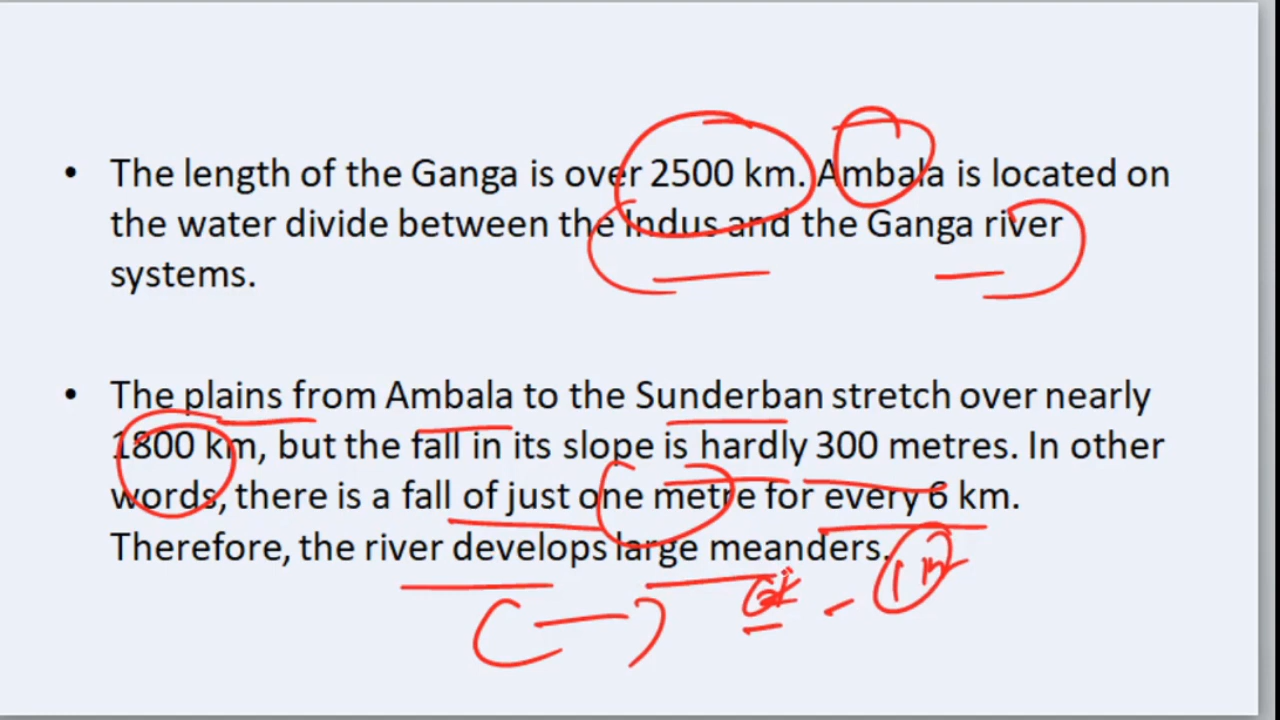 • The length of the Ganga is over 2500 km. Ambala is located on
the water divide between the Indus and the Ganga river
systems.
• The plains from Ambala to the Sunderban stretch over nearly
1800 km, but the fall in its slope is hardly 300 metres. In other
words, there is a fall of just one metre for every 6 km.
Therefore, the river develops large meanders.